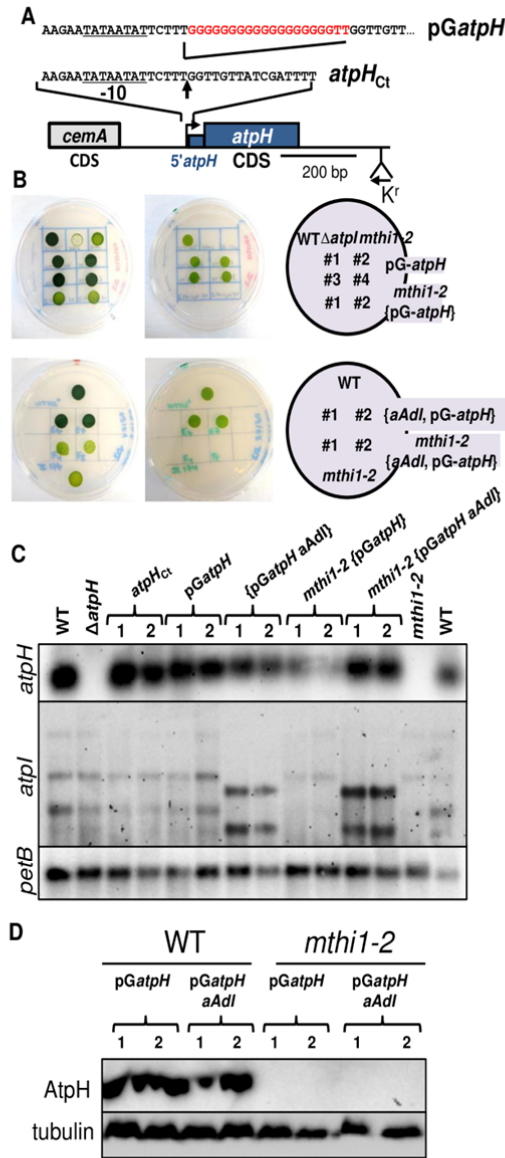 A
AAGAATATAATATTCTTTGGGGGGGGGGGGGGGGGGTTGGTTGTT... pGatpH
AAGAATATAATATTCTTTGGTTGTTATCGATTTT atpHCt
-10
cemA atpH
CDS 5'atpH CDS
200 bp
Kr
B
WT ΔatpI mthi1-2
#1 #2 pG-atpH
#3 #4
#1 #2 mthi1-2 {pG-atpH}
WT
#1 #2 {aAdI, pG-atpH}
#1 #2 mthi1-2 {aAdI, pG-atpH}
mthi1-2
C
WT ΔatpH atpHCt pGatpH {pGatpH aAdI} mthi1-2 {pGatpH} mthi1-2 {pGatpH aAdI} mthi1-2 WT
1 2 1 2 1 2 1 2 1 2
atpH
atpI
petB
D
WT mthi1-2
pGatpH pGatpH aAdI pGatpH pGatpH aAdI
1 2 1 2 1 2 1 2
AtpH
tubulin